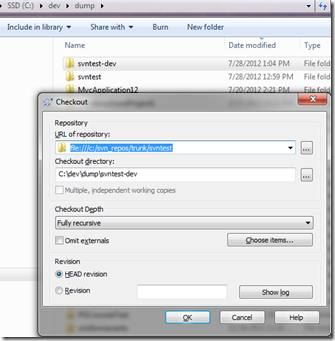 SSD (C:) ▸ dev ▸ dump ▸
Include in library ▾ Share with ▾ Burn New folder
Name Date modified Type
svntest-dev 7/28/2012 1:04 PM File fold
svntest 7/28/2012 12:59 PM File fold
MvcApplication12 7/20/2012 2:21 PM File fold
Checkout
Repository
URL of repository:
file:///c:/svn_repos/trunk/svntest
...
Checkout directory:
C:\dev\dump\svntest-dev
...
Multiple, independent working copies
Checkout Depth
Fully recursive
Omit externals
Choose items...
Revision
HEAD revision
Revision
Show log
OK Cancel Help